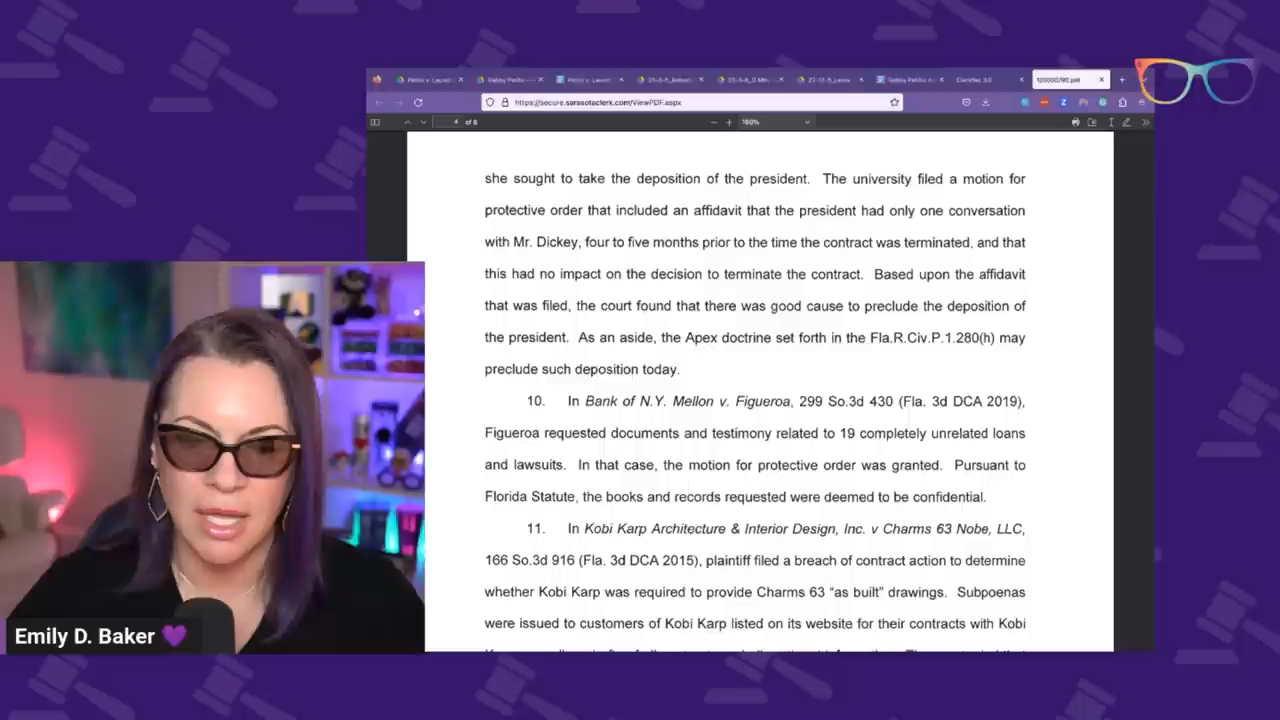 https://secure.sarasotaclerk.com/ViewPDF.aspx
4 of 6
160%
she sought to take the deposition of the president. The university filed a motion for
protective order that included an affidavit that the president had only one conversation
with Mr. Dickey, four to five months prior to the time the contract was terminated, and that
this had no impact on the decision to terminate the contract. Based upon the affidavit
that was filed, the court found that there was good cause to preclude the deposition of
the president. As an aside, the Apex doctrine set forth in the Fla.R.Civ.P.1.280(h) may
preclude such deposition today.
10. In Bank of N.Y. Mellon v. Figueroa, 299 So.3d 430 (Fla. 3d DCA 2019),
Figueroa requested documents and testimony related to 19 completely unrelated loans
and lawsuits. In that case, the motion for protective order was granted. Pursuant to
Florida Statute, the books and records requested were deemed to be confidential.
11. In Kobi Karp Architecture & Interior Design, Inc. v Charms 63 Nobe, LLC,
166 So.3d 916 (Fla. 3d DCA 2015), plaintiff filed a breach of contract action to determine
whether Kobi Karp was required to provide Charms 63 “as built” drawings. Subpoenas
were issued to customers of Kobi Karp listed on its website for their contracts with Kobi
Emily D. Baker 💜